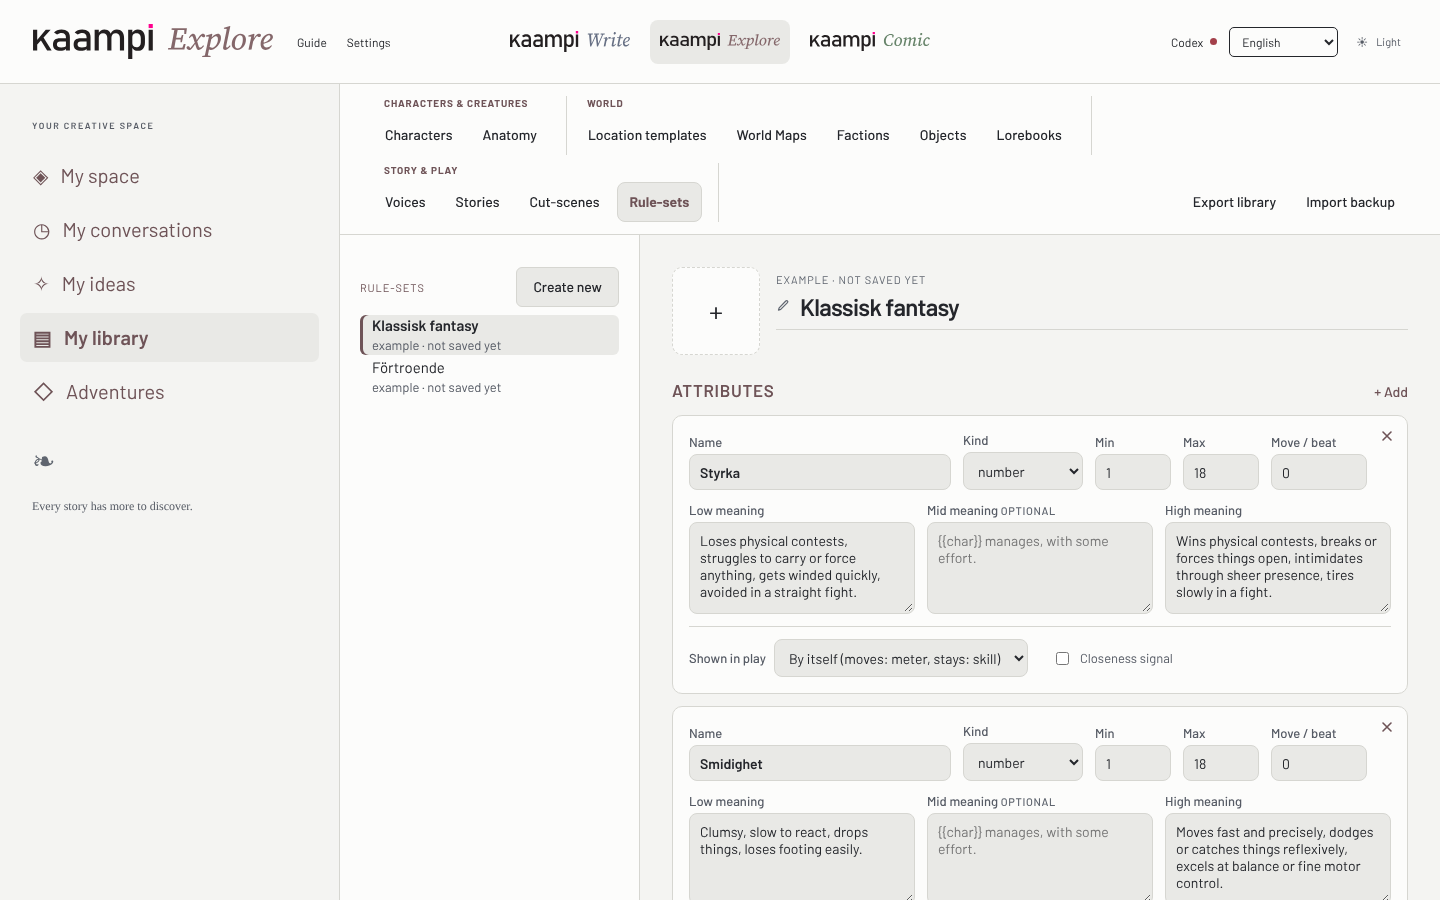 kaampi Explore
Guide
Settings
kaampi Write
kaampi Explore
kaampi Comic
Codex
English
Light
YOUR CREATIVE SPACE
My space
My conversations
My ideas
My library
Adventures
Every story has more to discover.
CHARACTERS & CREATURES
Characters
Anatomy
WORLD
Location templates
World Maps
Factions
Objects
Lorebooks
STORY & PLAY
Voices
Stories
Cut-scenes
Rule-sets
Export library
Import backup
RULE-SETS
Create new
Klassisk fantasy
example · not saved yet
Förtroende
example · not saved yet
+
EXAMPLE · NOT SAVED YET
Klassisk fantasy
ATTRIBUTES
+ Add
Name
Kind
Min
Max
Move / beat
Styrka
number
1
18
0
Low meaning
Mid meaning OPTIONAL
High meaning
Loses physical contests,
struggles to carry or force
anything, gets winded quickly,
avoided in a straight fight.
{{char}} manages, with some
effort.
Wins physical contests, breaks or
forces things open, intimidates
through sheer presence, tires
slowly in a fight.
Shown in play
By itself (moves: meter, stays: skill)
Closeness signal
Name
Kind
Min
Max
Move / beat
Smidighet
number
1
18
0
Low meaning
Mid meaning OPTIONAL
High meaning
Clumsy, slow to react, drops
things, loses footing easily.
{{char}} manages, with some
effort.
Moves fast and precisely, dodges
or catches things reflexively,
excels at balance or fine motor
control.